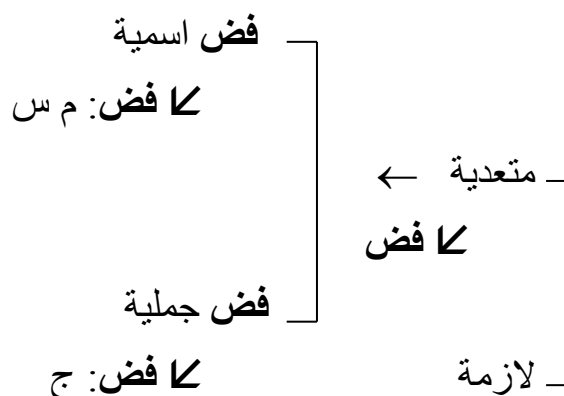 فض اسمية
فض: م س
متعدية ←
فض
فض جملية
فض: ج
لازمة